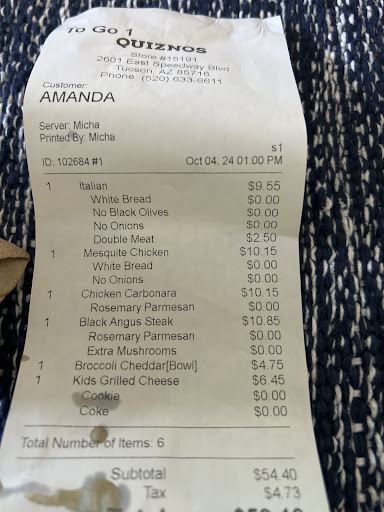 To Go 1
QUIZNOS
Store #15191
2601 East Speedway Blvd
Tucson, AZ 85716
Phone: (520) 633-6611
Customer:
AMANDA
Server: Micha
Printed By: Micha
s1
ID: 102684 #1 Oct 04, 24 01:00 PM
1 Italian $9.55
White Bread $0.00
No Black Olives $0.00
No Onions $0.00
Double Meat $2.50
1 Mesquite Chicken $10.15
White Bread $0.00
No Onions $0.00
1 Chicken Carbonara $10.15
Rosemary Parmesan $0.00
1 Black Angus Steak $10.85
Rosemary Parmesan $0.00
Extra Mushrooms $0.00
1 Broccoli Cheddar[Bowl] $4.75
1 Kids Grilled Cheese $6.45
Cookie $0.00
Coke $0.00
Total Number of Items: 6
Subtotal $54.40
Tax $4.73